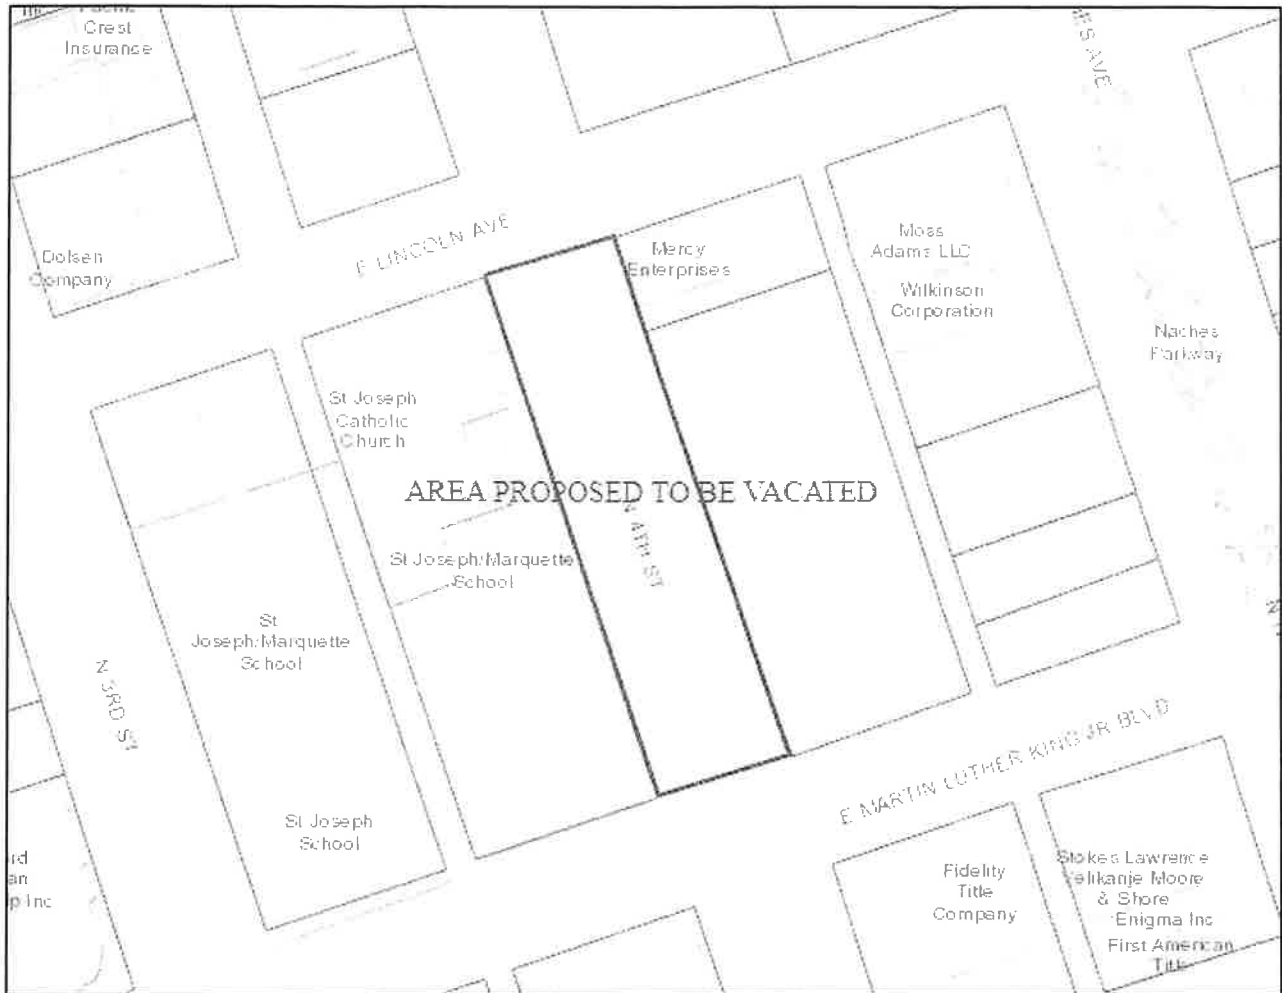 Crest
Insurance
Dolsen
Company
E LINCOLN AVE
Mercy
Enterprises
Moss
Adams LLC
Wilkinson
Corporation
Naches
Parkway
St Joseph
Catholic
Church
AREA PROPOSED TO BE VACATED
N 4TH ST
St Joseph/Marquette
School
St
Joseph/Marquette
School
N 3RD ST
St Joseph
School
E MARTIN LUTHER KING JR BLVD
Fidelity
Title
Company
Stokes Lawrence
Velikanje Moore
& Shore
Enigma Inc
First American
Title